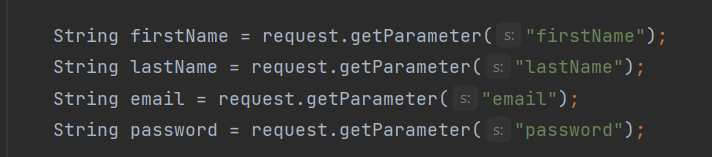 String firstName = request.getParameter( s: "firstName");
String lastName = request.getParameter( s: "lastName");
String email = request.getParameter( s: "email");
String password = request.getParameter( s: "password");